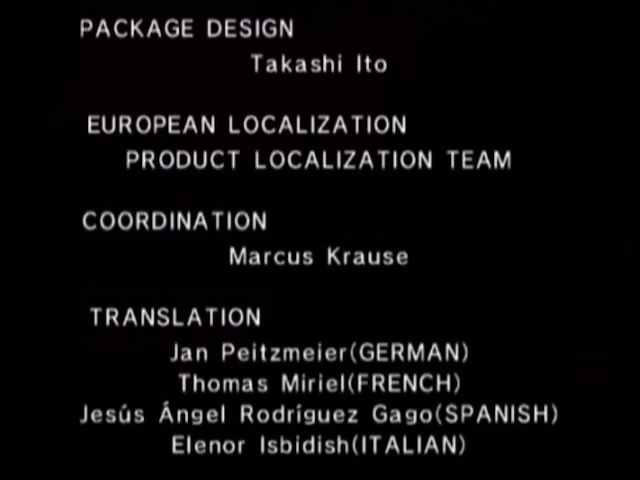 PACKAGE DESIGN
Takashi Ito
EUROPEAN LOCALIZATION
PRODUCT LOCALIZATION TEAM
COORDINATION
Marcus Krause
TRANSLATION
Jan Peitzmeier(GERMAN)
Thomas Miriel(FRENCH)
Jesús Ángel Rodríguez Gago(SPANISH)
Elenor Isbidish(ITALIAN)